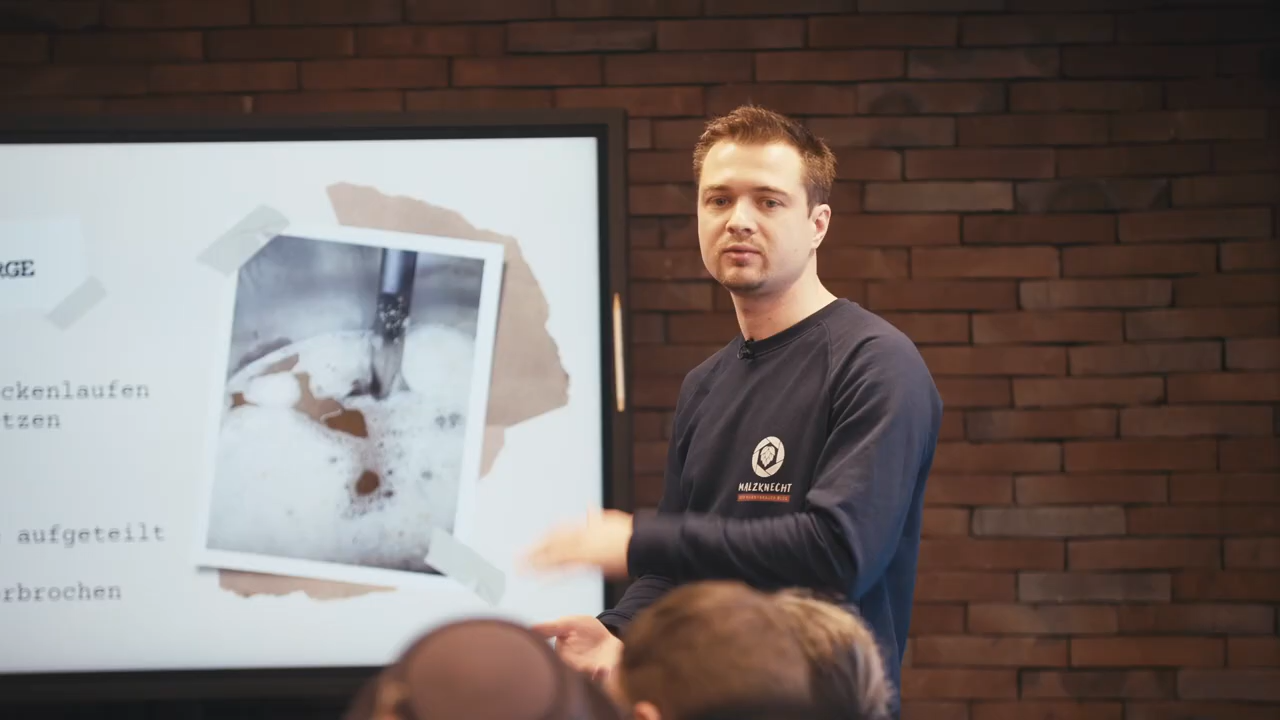 RGE
ckenlaufen
tzen
aufgeteilt
rbrochen
MALZKNECHT